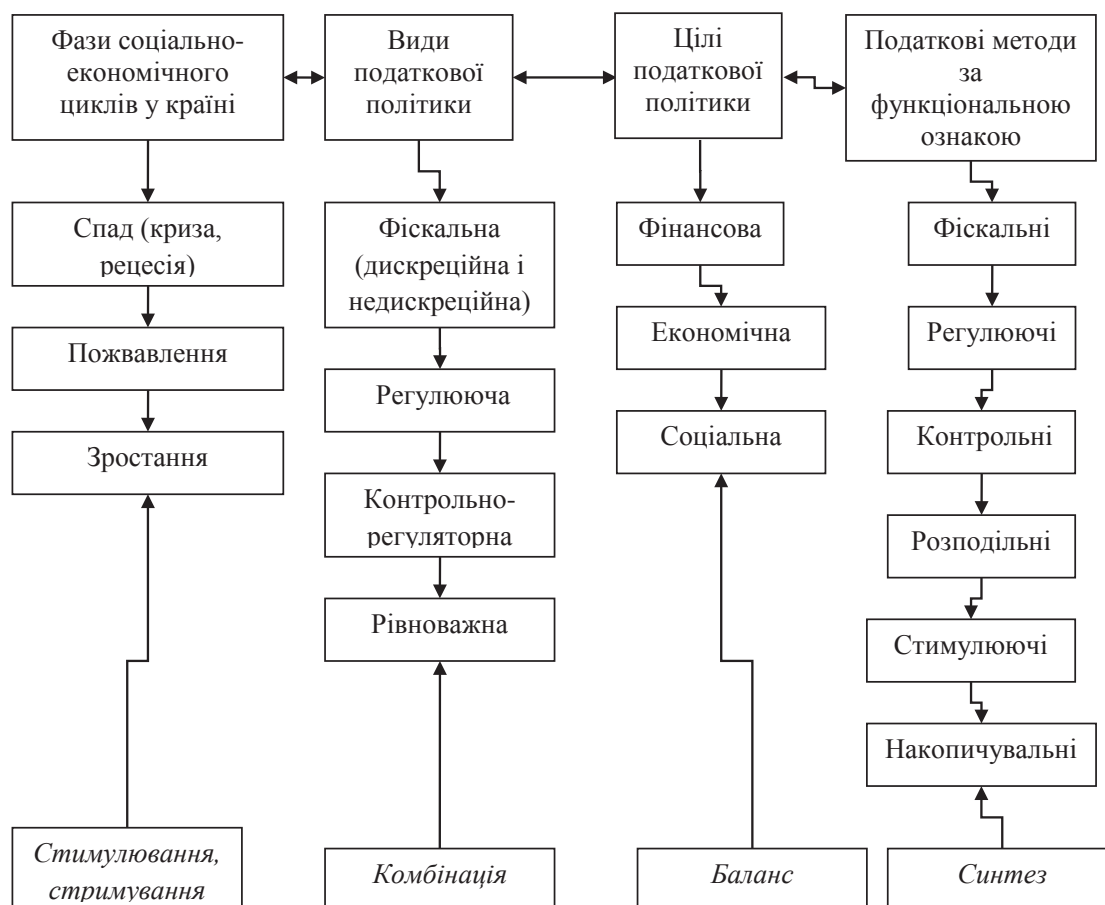 Фази соціально-
економічного
циклів у країні
Види
податкової
політики
Цілі
податкової
політики
Податкові методи
за
функціональною
ознакою
Спад (криза,
рецесія)
Пожвавлення
Зростання
Фіскальна
(дискреційна і
недискреційна)
Регулююча
Контрольно-
регуляторна
Рівноважна
Фінансова
Економічна
Соціальна
Фіскальні
Регулюючі
Контрольні
Розподільні
Стимулюючі
Накопичувальні
Стимулювання,
стримування
Комбінація
Баланс
Синтез